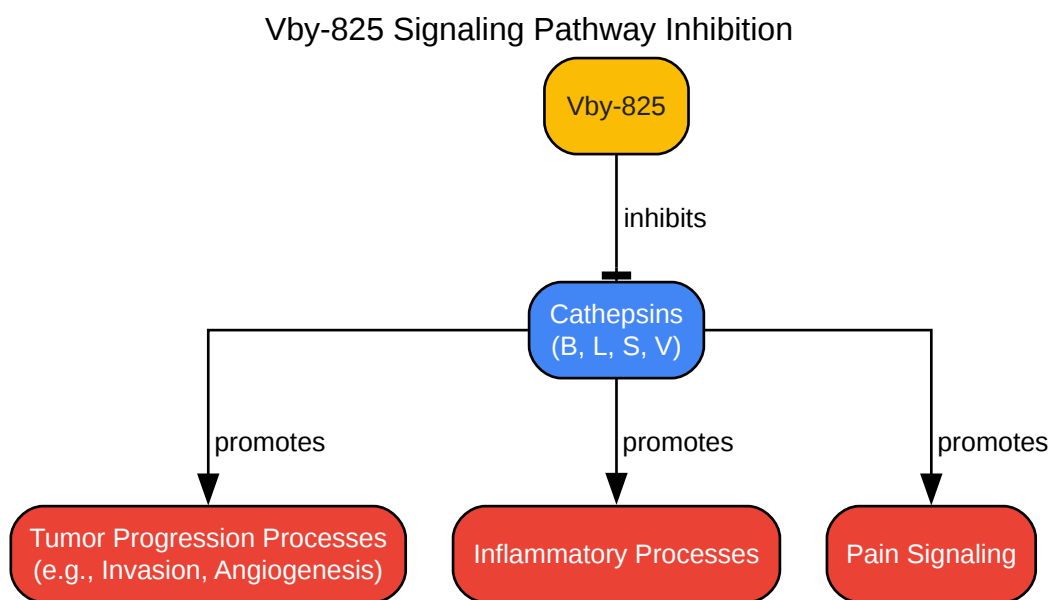 Vby-825 Signaling Pathway Inhibition
Vby-825
inhibits
Cathepsins
(B, L, S, V)
promotes
promotes
promotes
Tumor Progression Processes
(e.g., Invasion, Angiogenesis)
Inflammatory Processes
Pain Signaling